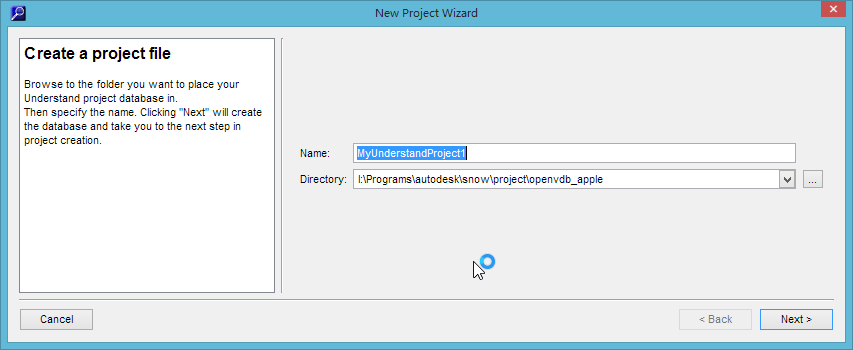 New Project Wizard
Create a project file
Browse to the folder you want to place your
Understand project database in.
Then specify the name. Clicking "Next" will create
the database and take you to the next step in
project creation.
Name: MyUnderstandProject1
Directory: I:\Programs\autodesk\snow\project\openvdb_apple ...
Cancel < Back Next >